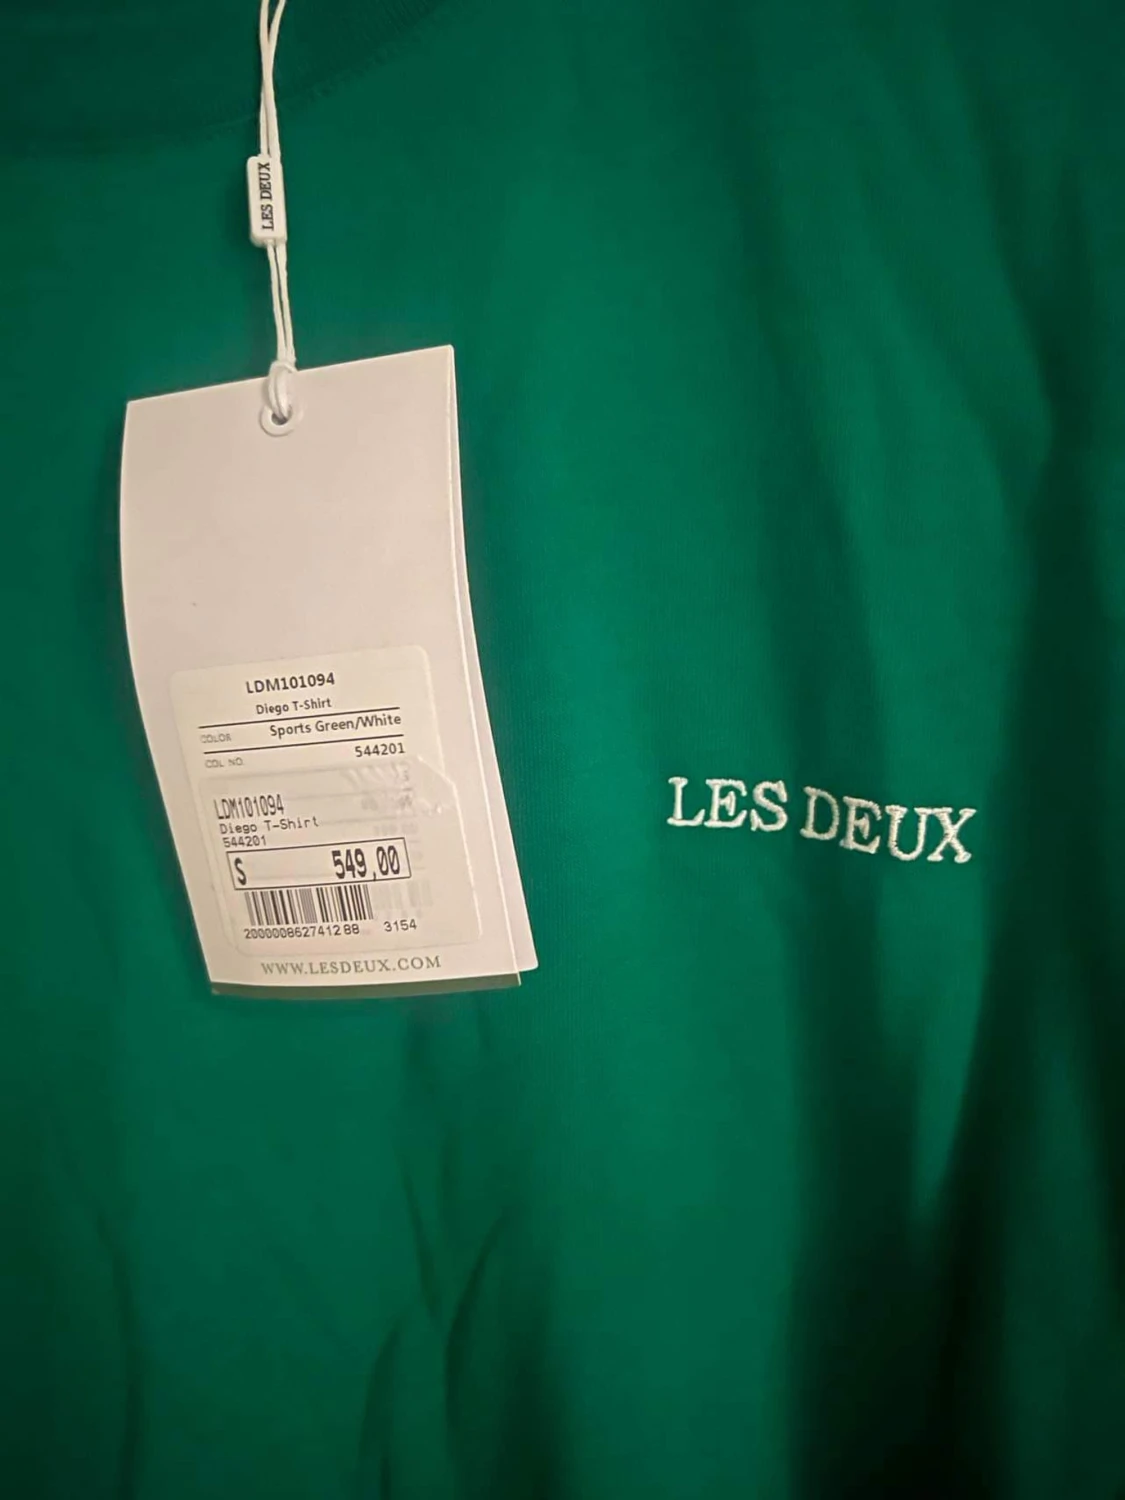 LES DEUX
LDM101094
Diego T-Shirt
COLOR Sports Green/White
COL NO. 544201
LDM101094
Diego T-Shirt
544201
S 549,00
2000008627412 88 3154
WWW.LESDEUX.COM
LES DEUX